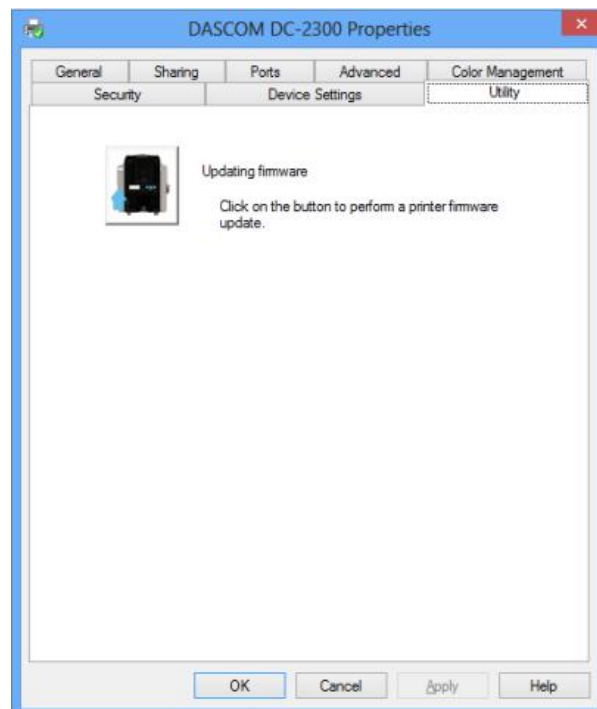 DASCOM DC-2300 Properties
General Sharing Ports Advanced Color Management
Security Device Settings Utility
Updating firmware
Click on the button to perform a printer firmware
update.
OK Cancel Apply Help